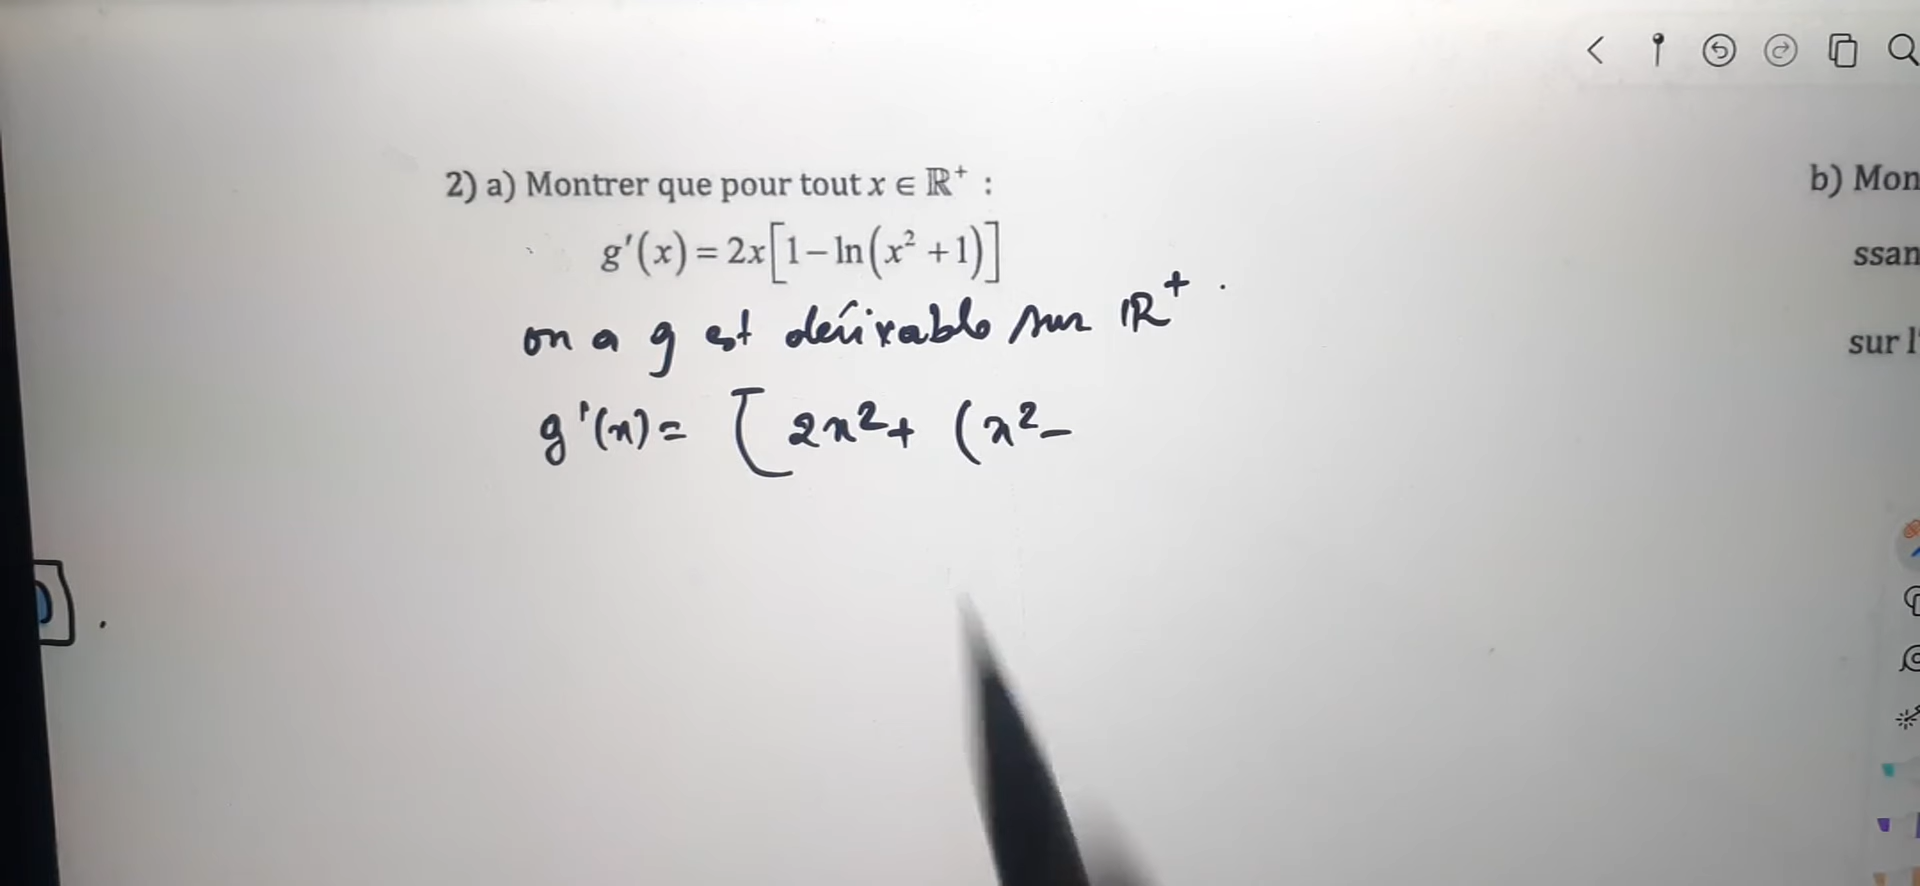 2) a) Montrer que pour tout x ∈ ℝ⁺ :
g'(x) = 2x[1 − ln(x² + 1)]
on a g est dérivable sur ℝ⁺ .
g'(x) = [ 2x² + (x² −
b) Mon
ssan
sur l'